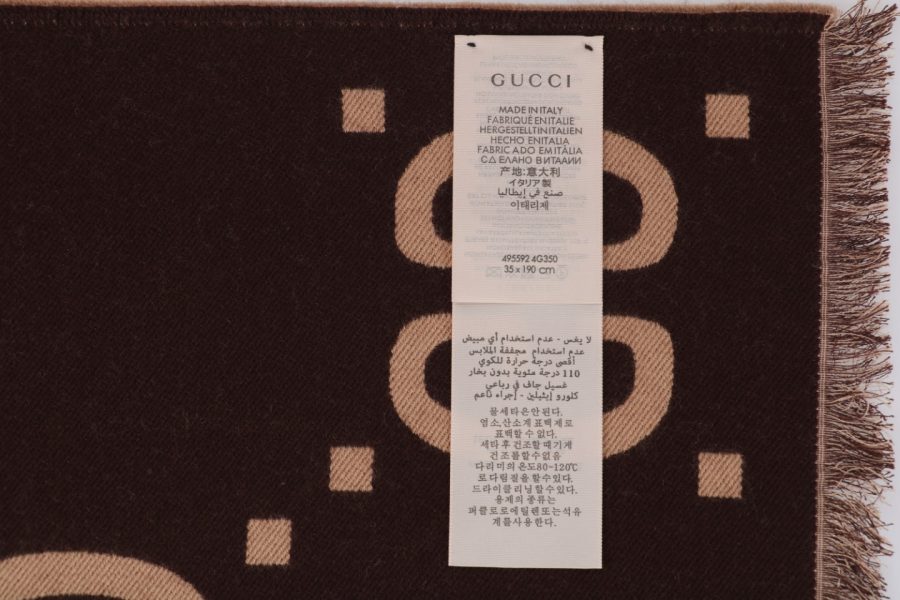 GUCCI
MADE IN ITALY
FABRIQUÉ EN ITALIE
HERGESTELLT IN ITALIEN
HECHO EN ITALIA
FABRICADO EM ITÁLIA
СДЕЛАНО В ИТАЛИИ
产地:意大利
イタリア製
صنع في إيطاليا
이태리제
495592 4G350
35 x 190 cm
لا يغس - عدم استخدام أي مبيض
عدم استخدام مجففة الملابس
أقصى درجة حرارة للكوي
110 درجة مئوية بدون بخار
غسيل جاف في رباعي
كلورو إيثيلين - إجراء ناعم
물세탁은안된다.
염소,산소계표백제로
표백할수없다.
세탁후건조할때기계
건조볼할수없음
다리미의온도80-120℃
로다림질을할수있다.
드라이클리닝할수있다.
용제의종류는
퍼클로로에틸렌또는석유
계를사용한다.